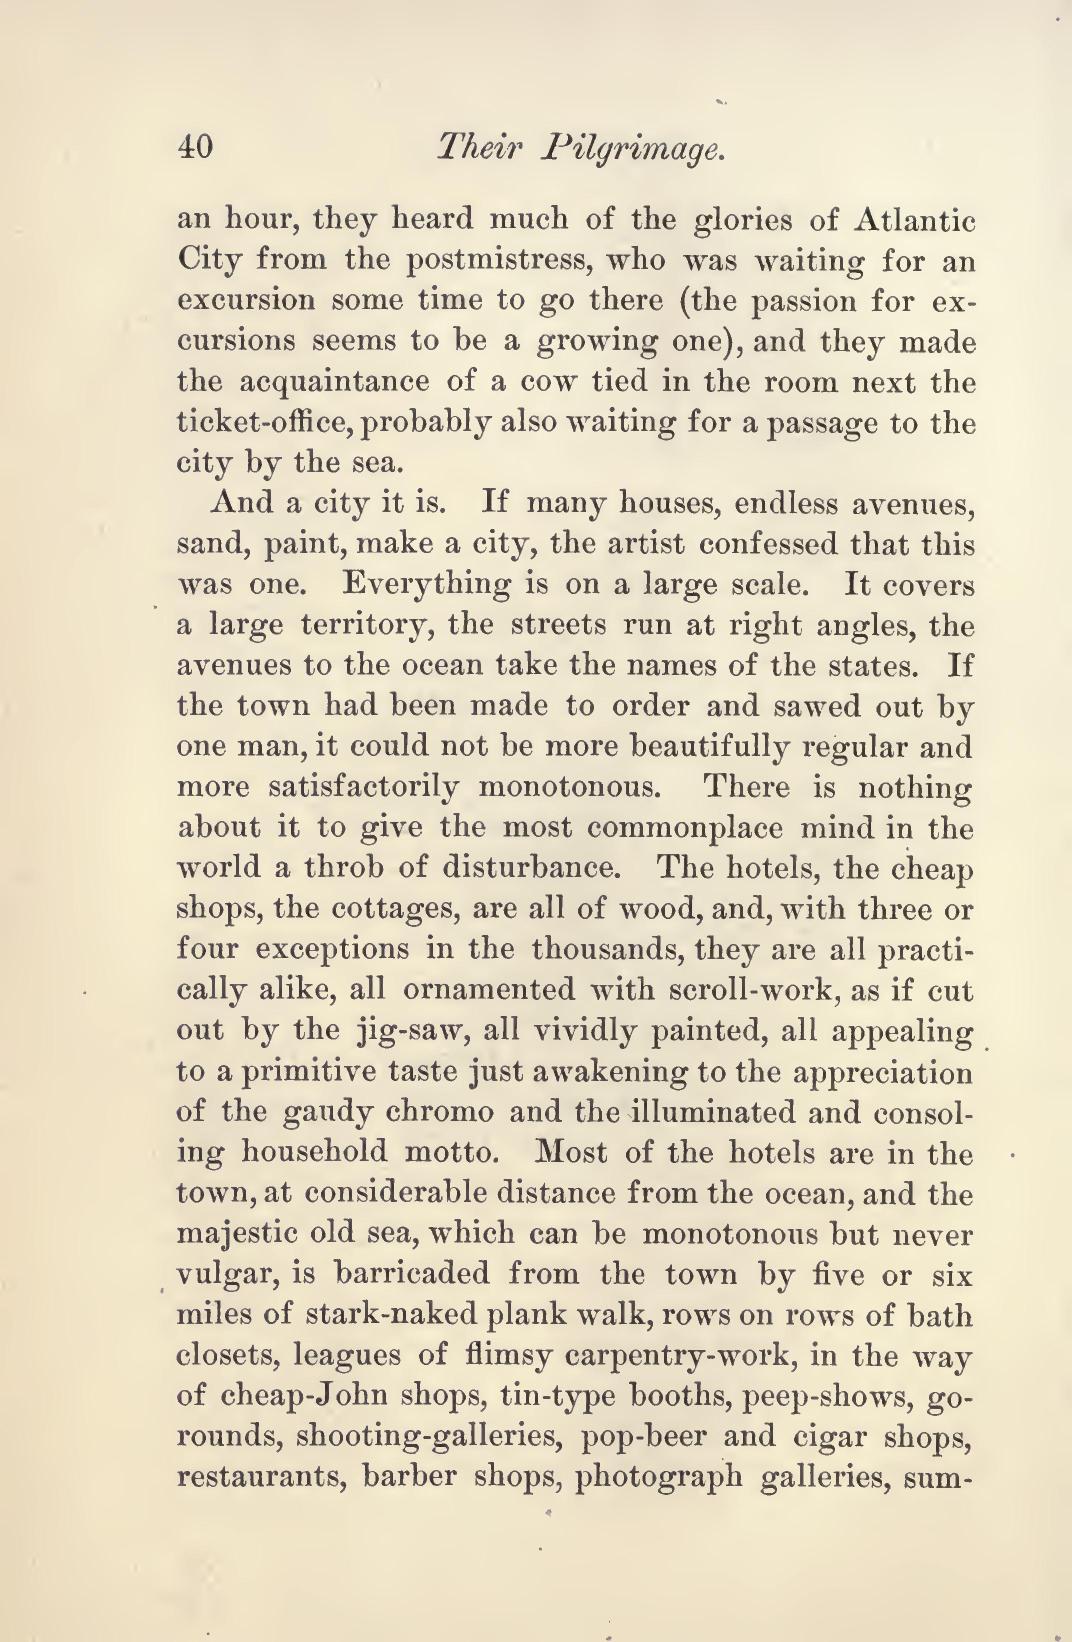 40 Their Pilgrimage.
an hour, they heard much of the glories of Atlantic
City from the postmistress, who was waiting for an
excursion some time to go there (the passion for ex-
cursions seems to be a growing one), and they made
the acquaintance of a cow tied in the room next the
ticket-office, probably also waiting for a passage to the
city by the sea.
And a city it is. If many houses, endless avenues,
sand, paint, make a city, the artist confessed that this
was one. Everything is on a large scale. It covers
a large territory, the streets run at right angles, the
avenues to the ocean take the names of the states. If
the town had been made to order and sawed out by
one man, it could not be more beautifully regular and
more satisfactorily monotonous. There is nothing
about it to give the most commonplace mind in the
world a throb of disturbance. The hotels, the cheap
shops, the cottages, are all of wood, and, with three or
four exceptions in the thousands, they are all practi-
cally alike, all ornamented with scroll-work, as if cut
out by the jig-saw, all vividly painted, all appealing
to a primitive taste just awakening to the appreciation
of the gaudy chromo and the illuminated and consol-
ing household motto. Most of the hotels are in the
town, at considerable distance from the ocean, and the
majestic old sea, which can be monotonous but never
vulgar, is barricaded from the town by five or six
miles of stark-naked plank walk, rows on rows of bath
closets, leagues of flimsy carpentry-work, in the way
of cheap-John shops, tin-type booths, peep-shows, go-
rounds, shooting-galleries, pop-beer and cigar shops,
restaurants, barber shops, photograph galleries, sum-